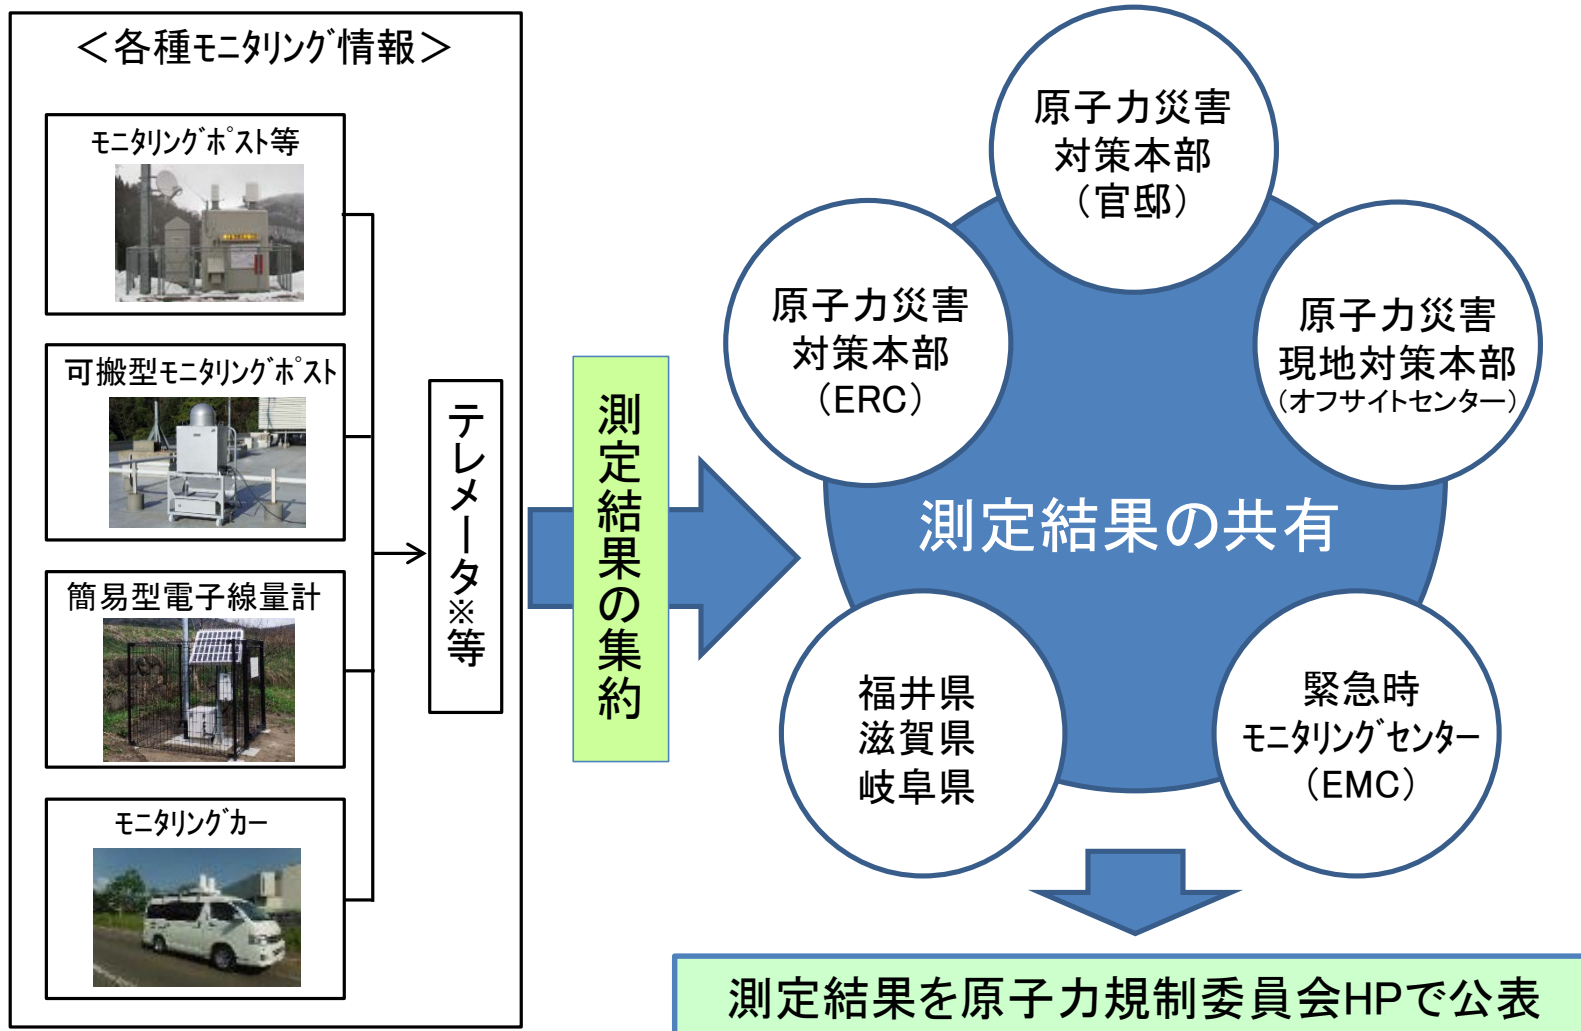 ＜各種ﾓﾆﾀﾘﾝｸﾞ情報＞
ﾓﾆﾀﾘﾝｸﾞﾎﾟｽﾄ等
可搬型ﾓﾆﾀﾘﾝｸﾞﾎﾟｽﾄ
簡易型電子線量計
ﾓﾆﾀﾘﾝｸﾞｶｰ
テレメータ※等
測定結果の集約
原子力災害
対策本部
（官邸）
原子力災害
対策本部
（ERC）
原子力災害
現地対策本部
（オフサイトセンター）
測定結果の共有
福井県
滋賀県
岐阜県
緊急時
ﾓﾆﾀﾘﾝｸﾞｾﾝﾀｰ
（EMC）
測定結果を原子力規制委員会HPで公表